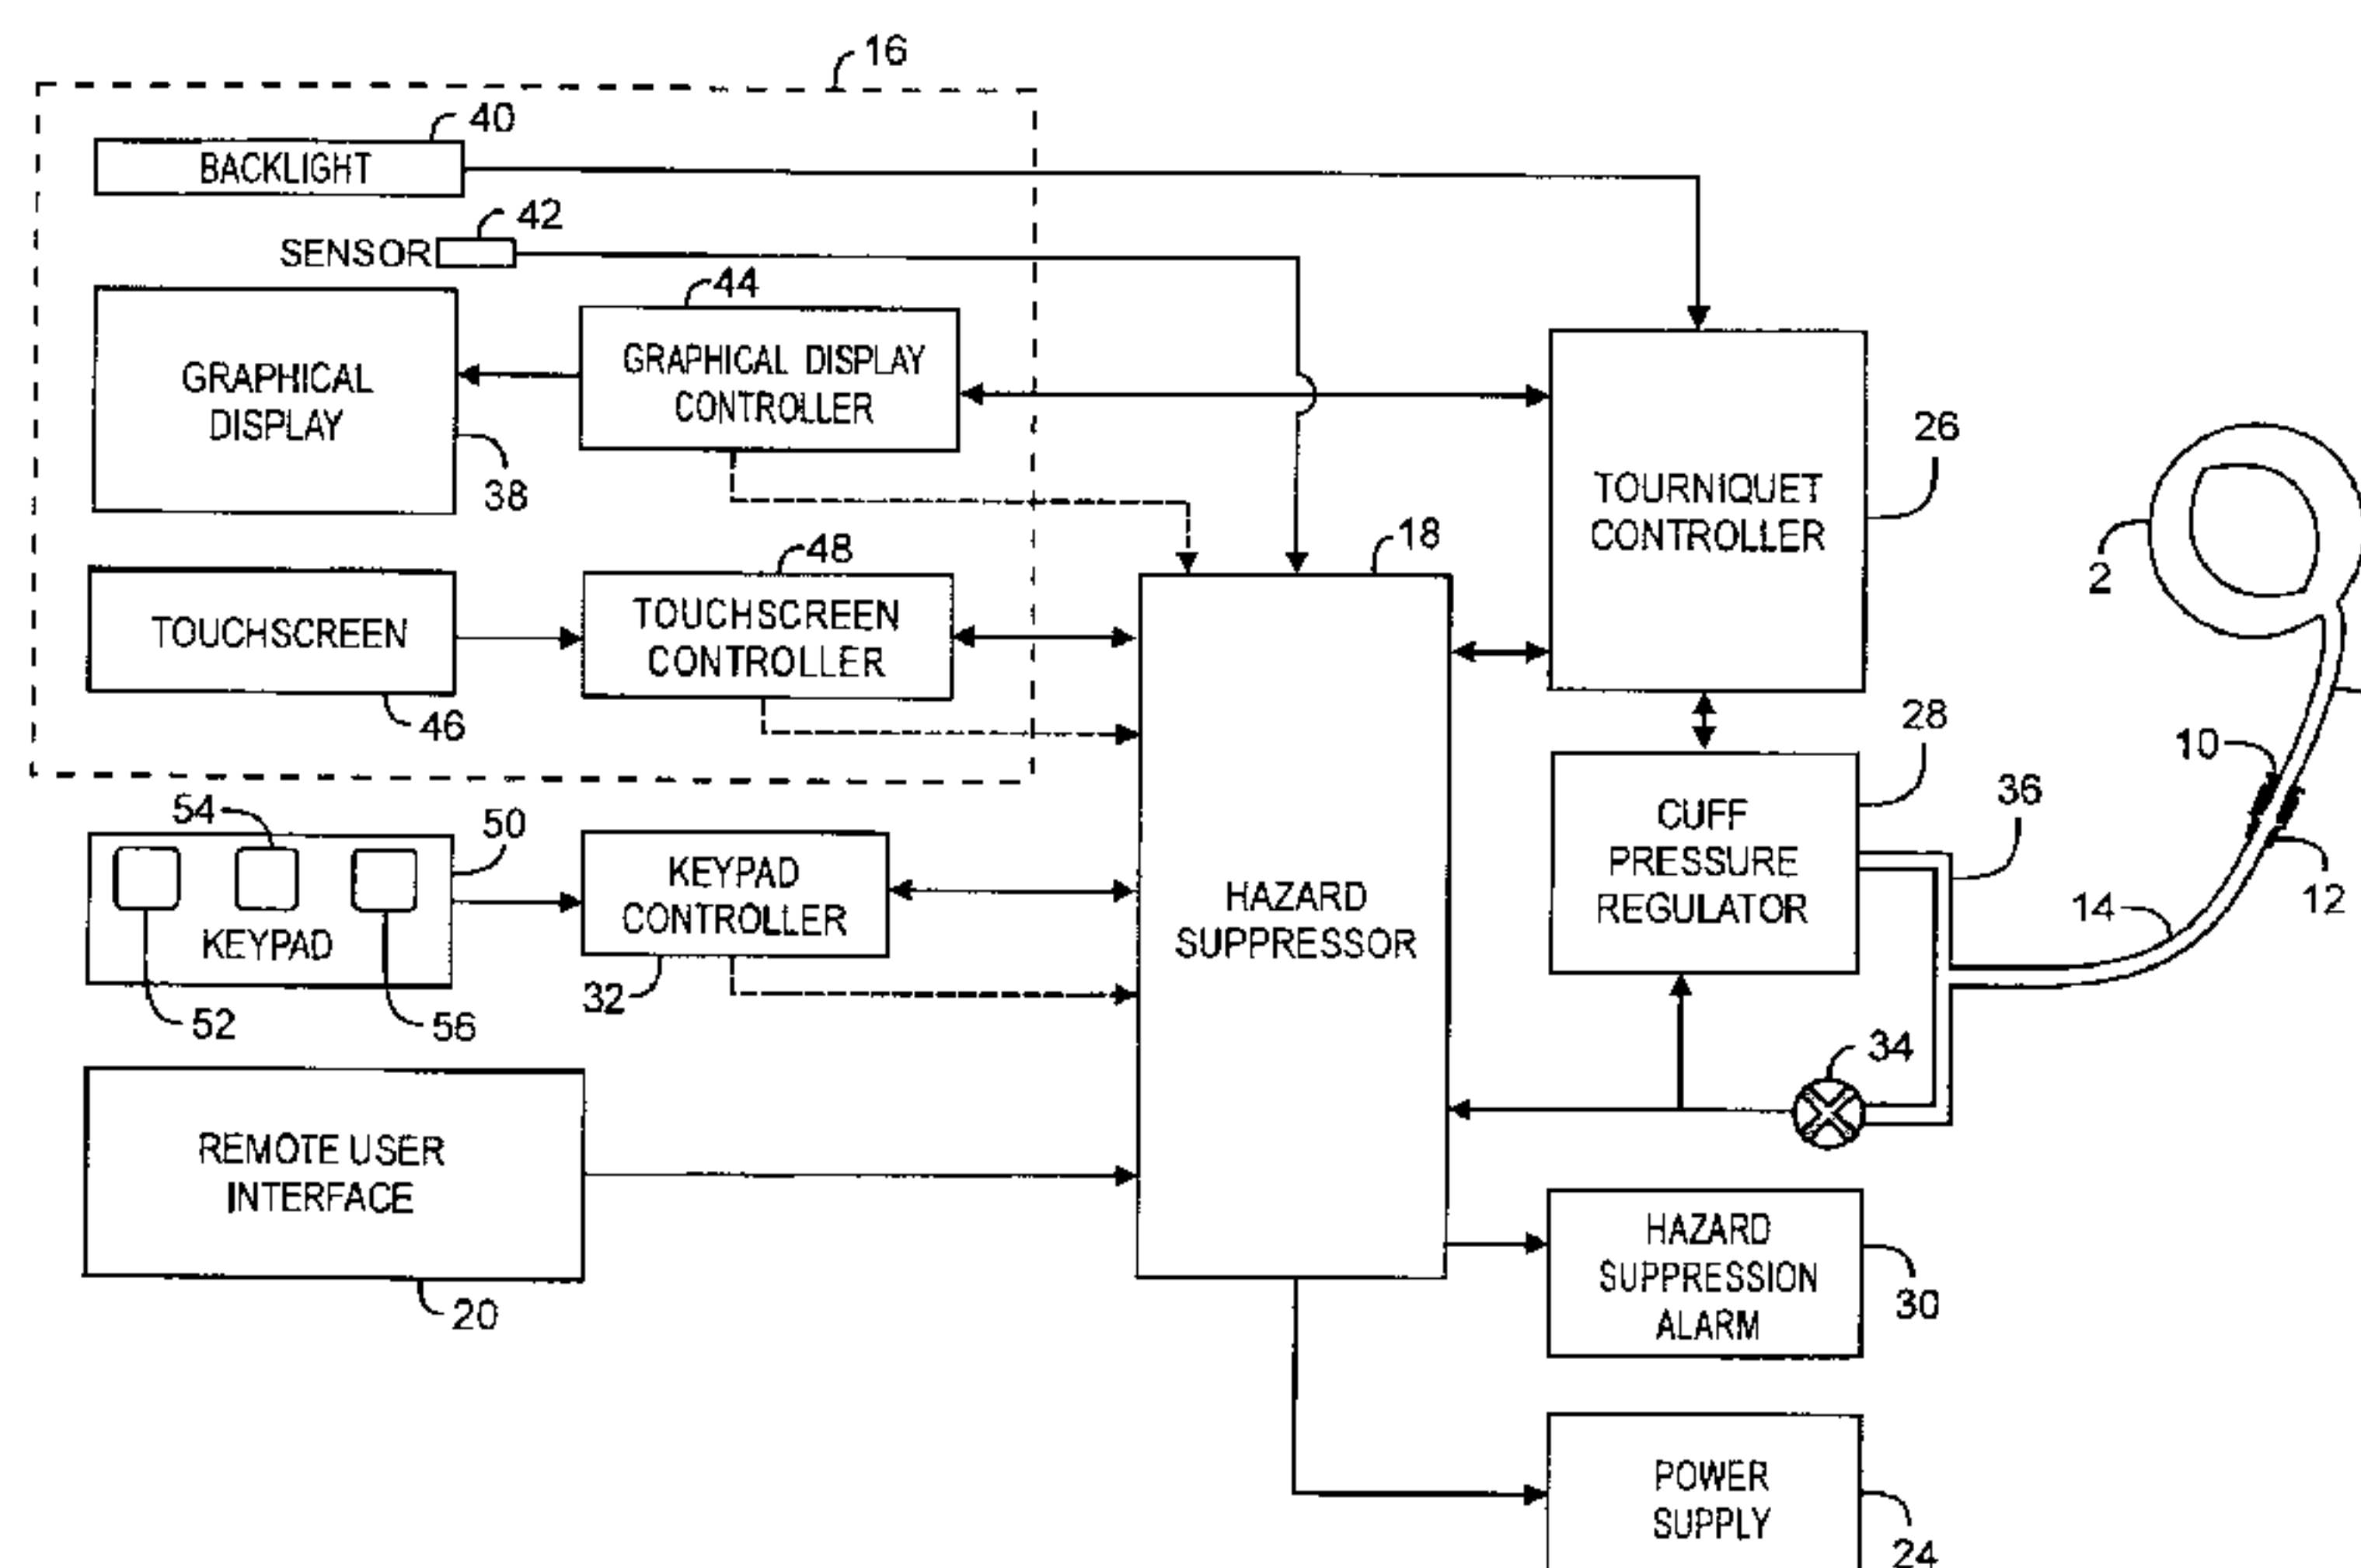 16
40
BACKLIGHT
42
SENSOR
44
GRAPHICAL DISPLAY
CONTROLLER
GRAPHICAL
DISPLAY
38
26
TOURNIQUET
CONTROLLER
2
48
18
TOUCHSCREEN
TOUCHSCREEN
CONTROLLER
46
28
10
54
50
36
CUFF
PRESSURE
REGULATOR
KEYPAD
KEYPAD
CONTROLLER
HAZARD
SUPPRESSOR
12
14
52
56
32
34
REMOTE USER
INTERFACE
20
HAZARD
SUPPRESSION
ALARM
30
POWER
SUPPLY
24